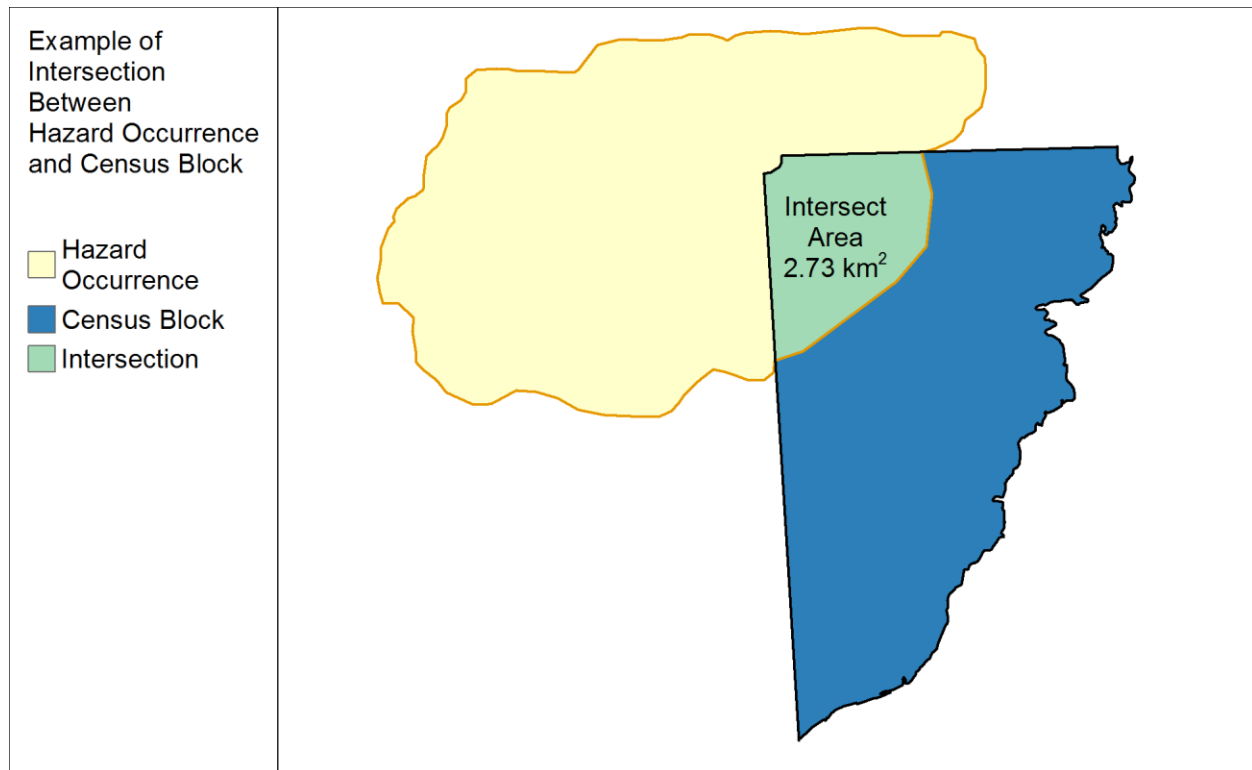 Example of
Intersection
Between
Hazard Occurrence
and Census Block
Hazard
Occurrence
Census Block
Intersection
Intersect
Area
2.73 km²